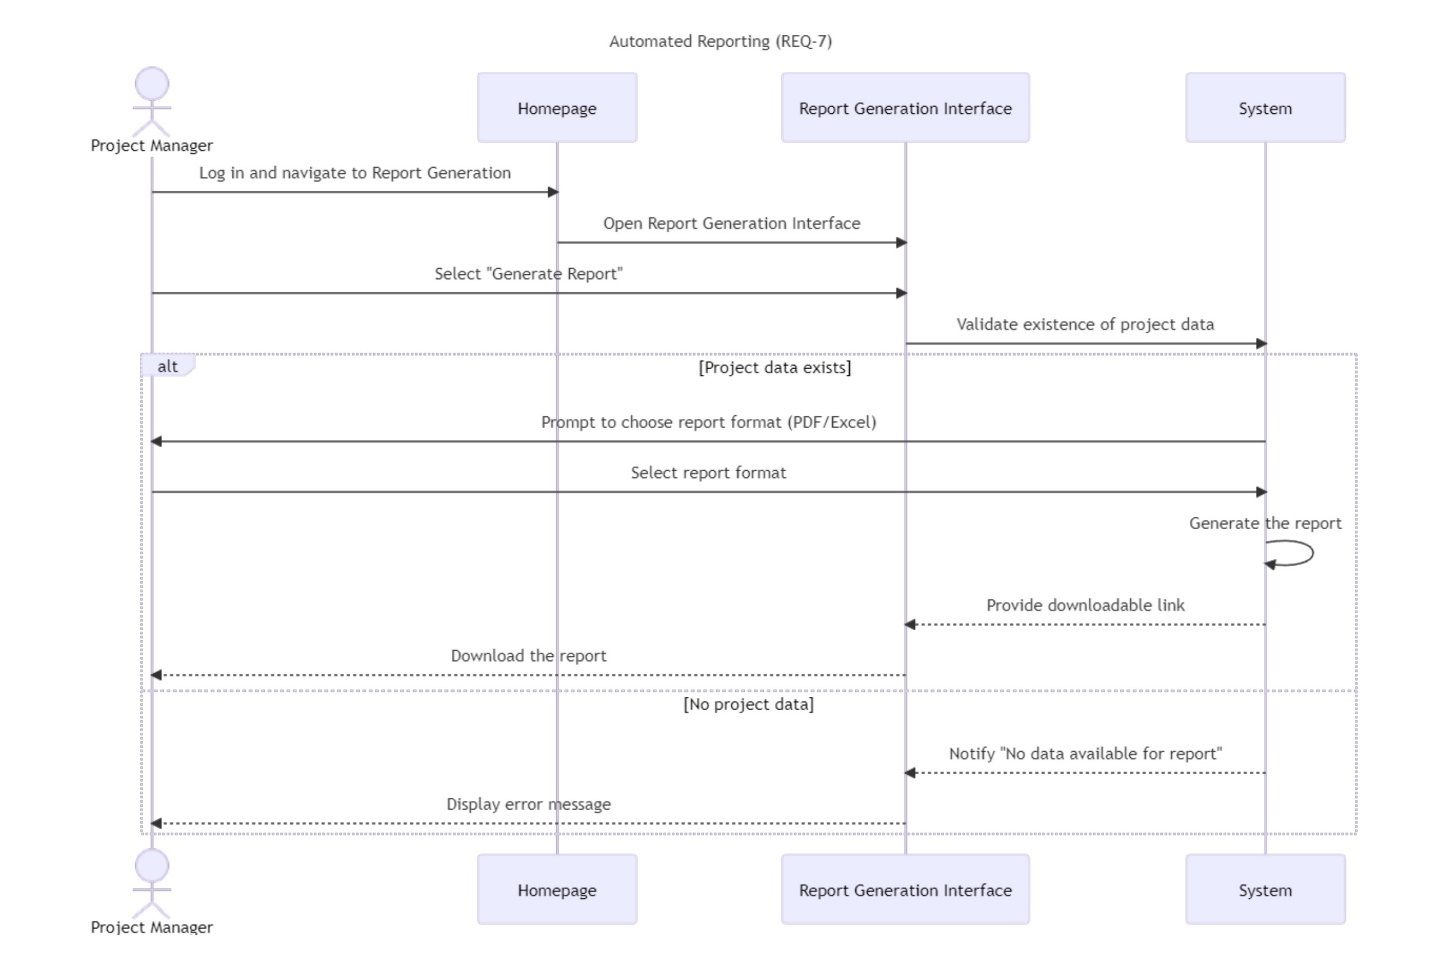 Automated Reporting (REQ-7)
Project Manager
Homepage
Report Generation Interface
System
Log in and navigate to Report Generation
Open Report Generation Interface
Select "Generate Report"
Validate existence of project data
alt
[Project data exists]
Prompt to choose report format (PDF/Excel)
Select report format
Generate the report
Provide downloadable link
Download the report
[No project data]
Notify "No data available for report"
Display error message
Project Manager
Homepage
Report Generation Interface
System